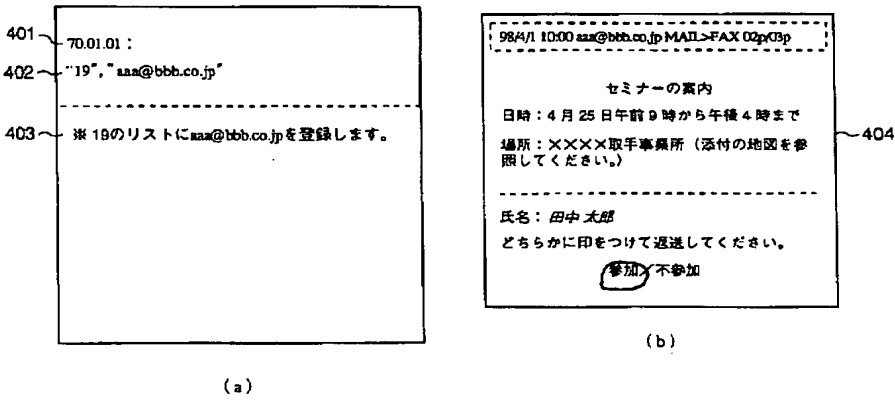 401
70.01.01：
402
"19", "aaa@bbb.co.jp"
403
※ 19のリストにaaa@bbb.co.jpを登録します。
(a)
98/4/1 10:00 aaa@bbb.co.jp MAIL>FAX 02p/03p
セミナーの案内
日時：4月25日午前9時から午後4時まで
場所：××××取手事業所（添付の地図を参
照してください。）
404
氏名：田中 太郎
どちらかに印をつけて返送してください。
参加／不参加
(b)